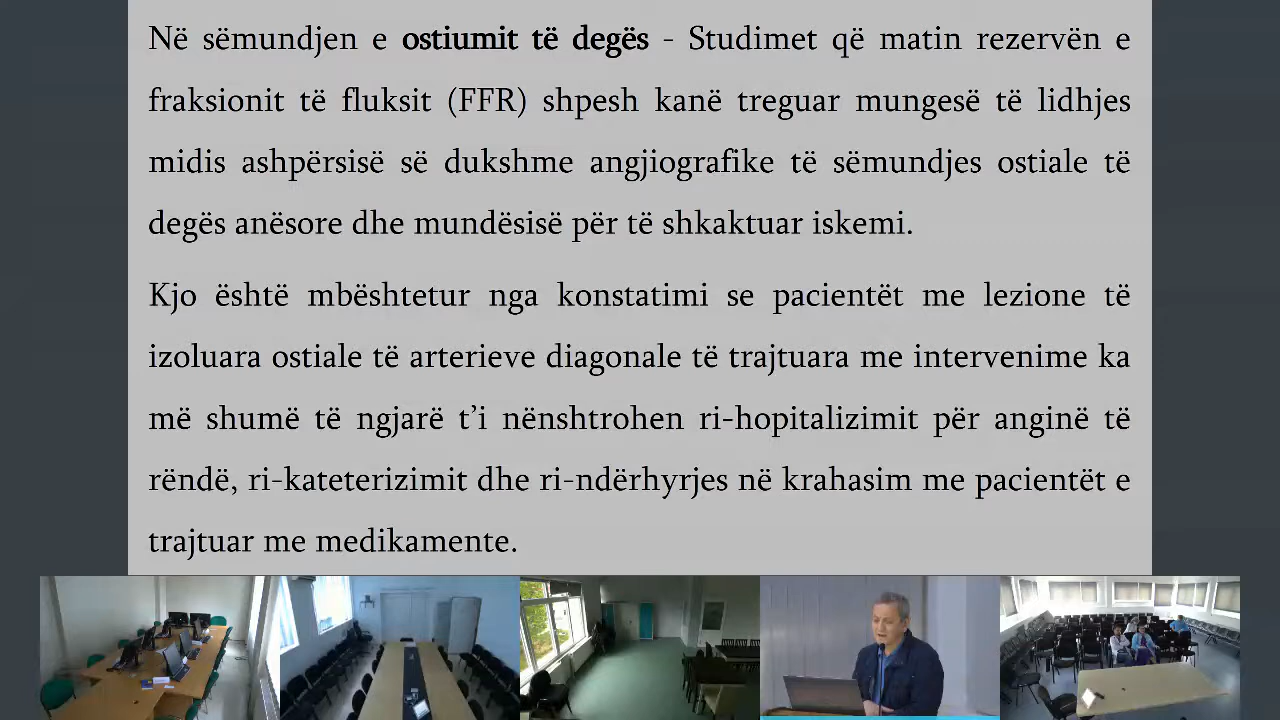 Në sëmundjen e ostiumit të degës - Studimet që matin rezervën e
fraksionit të fluksit (FFR) shpesh kanë treguar mungesë të lidhjes
midis ashpërsisë së dukshme angjiografike të sëmundjes ostiale të
degës anësore dhe mundësisë për të shkaktuar iskemi.
Kjo është mbështetur nga konstatimi se pacientët me lezione të
izoluara ostiale të arterieve diagonale të trajtuara me intervenime ka
më shumë të ngjarë t’i nënshtrohen ri-hopitalizimit për anginë të
rëndë, ri-kateterizimit dhe ri-ndërhyrjes në krahasim me pacientët e
trajtuar me medikamente.